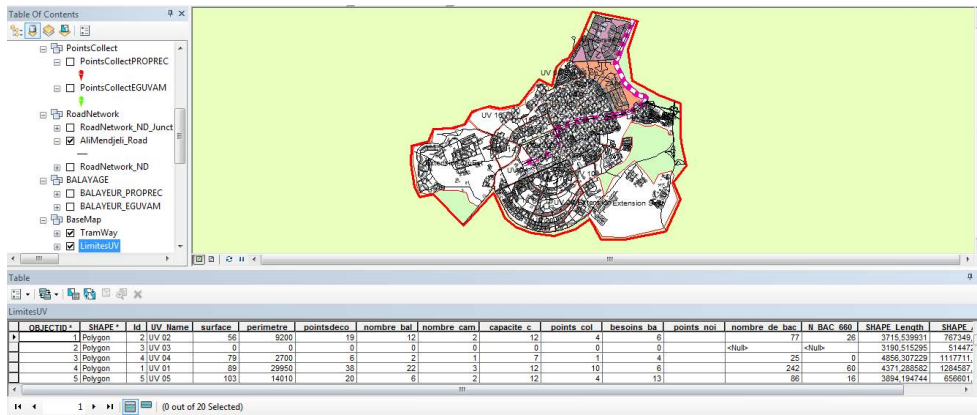 Table Of Contents
PointsCollect
PointsCollectPROPREC
PointsCollectEGUVAM
RoadNetwork
RoadNetwork_ND_Junct
AliMendjeli_Road
RoadNetwork_ND
BALAYAGE
BALAYEUR_PROPREC
BALAYEUR_EGUVAM
BaseMap
TramWay
LimitesUV
UV 10
Extension
Extension S
Table
LimitesUV
OBJECTID * SHAPE * Id UV_Name surface perimetre pointsdeco nombre_bal nombre_cam capacite_c points_col besoins_ba points_noi nombre_de_bac N_BAC_660 SHAPE_Length SHAPE_
1 Polygon 2 UV 02 56 9200 19 12 2 12 4 6 77 26 3715,539901 767349,
2 Polygon 3 UV 03 0 0 0 0 0 0 0 0 <Null> <Null> 3190,515295 514472
3 Polygon 4 UV 04 79 2700 6 2 1 7 1 4 25 0 4856,307229 1117711,
4 Polygon 1 UV 01 89 29950 38 22 3 12 10 6 242 60 4371,288582 1284587,
5 Polygon 5 UV 05 103 14010 20 6 2 12 4 13 86 16 3894,194744 656601,
1 (0 out of 20 Selected)